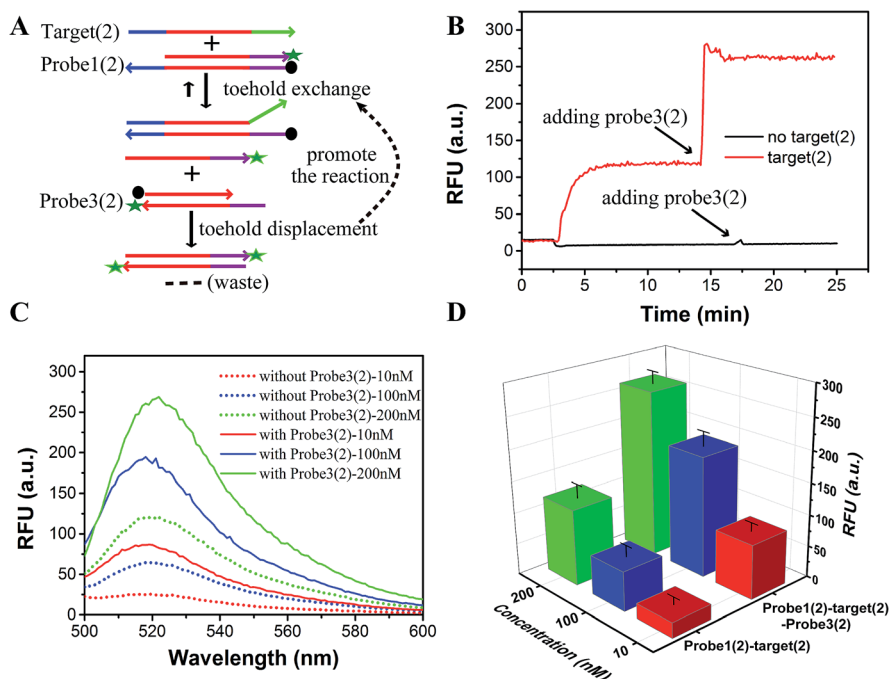 A
Target(2)
+
Probe1(2)
toehold exchange
promote
the reaction
+
Probe3(2)
toehold displacement
(waste)
B
RFU (a.u.)
300
250
200
150
100
50
0
adding probe3(2)
adding probe3(2)
no target(2)
target(2)
0 5 10 15 20 25
Time (min)
C
RFU (a.u.)
300
250
200
150
100
50
0
without Probe3(2)-10nM
without Probe3(2)-100nM
without Probe3(2)-200nM
with Probe3(2)-10nM
with Probe3(2)-100nM
with Probe3(2)-200nM
500 520 540 560 580 600
Wavelength (nm)
D
300
250
200
150
100
50
0
RFU (a.u.)
200
100
10
Concentration (nM)
Probe1(2)-target(2)
-Probe3(2)
Probe1(2)-target(2)